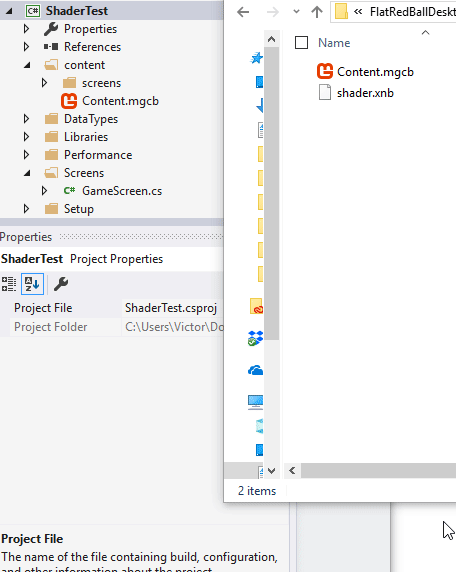 ShaderTest
Properties
References
content
screens
Content.mgcb
DataTypes
Libraries
Performance
Screens
GameScreen.cs
Setup
Properties
ShaderTest Project Properties
Project File ShaderTest.csproj
Project Folder C:\Users\Victor\Do
Project File
The name of the file containing build, configuration,
and other information about the project.
« FlatRedBallDeskt
Name
Content.mgcb
shader.xnb
2 items